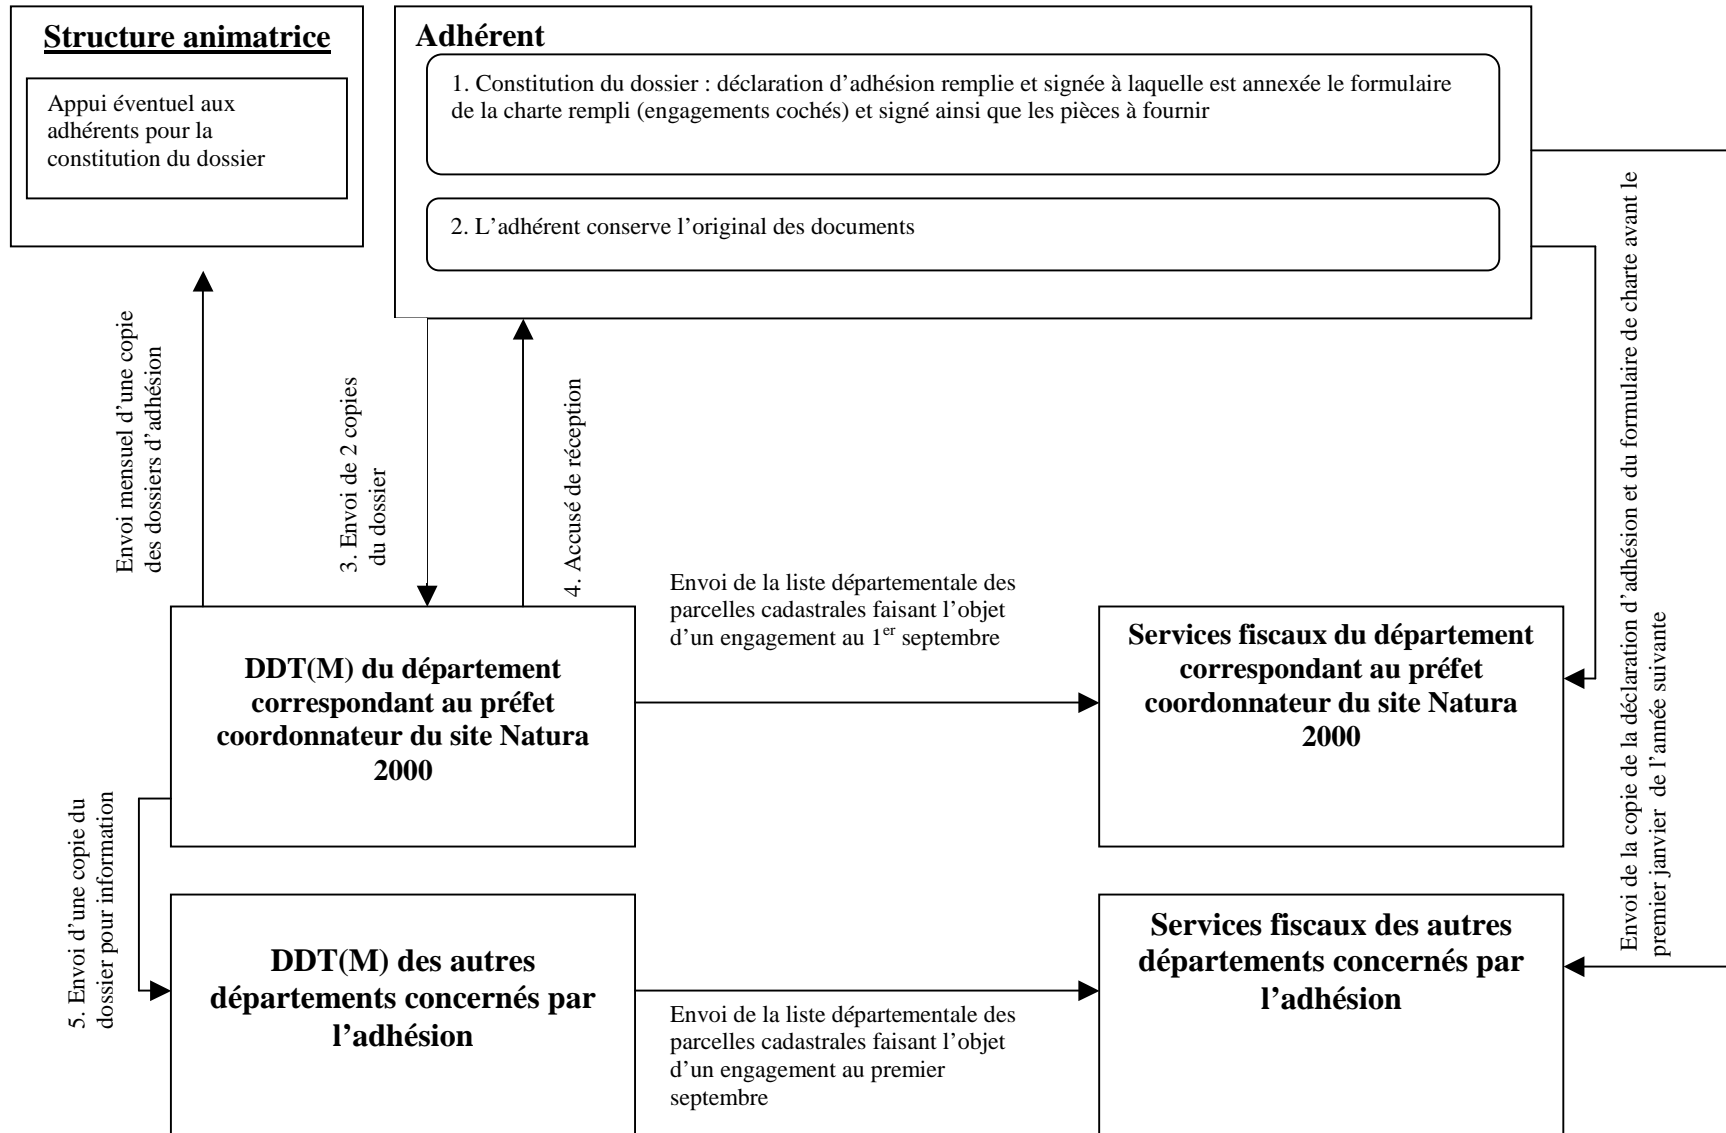 Structure animatrice
Appui éventuel aux
adhérents pour la
constitution du dossier
Adhérent
1. Constitution du dossier : déclaration d’adhésion remplie et signée à laquelle est annexée le formulaire
de la charte rempli (engagements cochés) et signé ainsi que les pièces à fournir
2. L’adhérent conserve l’original des documents
Envoi mensuel d’une copie
des dossiers d’adhésion
3. Envoi de 2 copies
du dossier
4. Accusé de réception
Envoi de la copie de la déclaration d’adhésion et du formulaire de charte avant le
premier janvier de l’année suivante
DDT(M) du département
correspondant au préfet
coordonnateur du site Natura
2000
Envoi de la liste départementale des
parcelles cadastrales faisant l’objet
d’un engagement au 1er septembre
Services fiscaux du département
correspondant au préfet
coordonnateur du site Natura
2000
5. Envoi d’une copie du
dossier pour information
DDT(M) des autres
départements concernés par
l’adhésion
Envoi de la liste départementale des
parcelles cadastrales faisant l’objet
d’un engagement au premier
septembre
Services fiscaux des autres
départements concernés par
l’adhésion